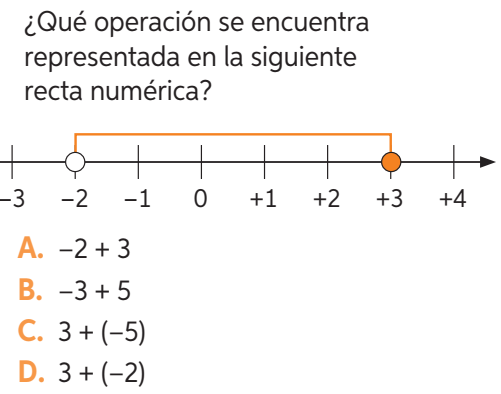 ¿Qué operación se encuentra
representada en la siguiente
recta numérica?
–3 –2 –1 0 +1 +2 +3 +4
A. –2 + 3
B. –3 + 5
C. 3 + (–5)
D. 3 + (–2)